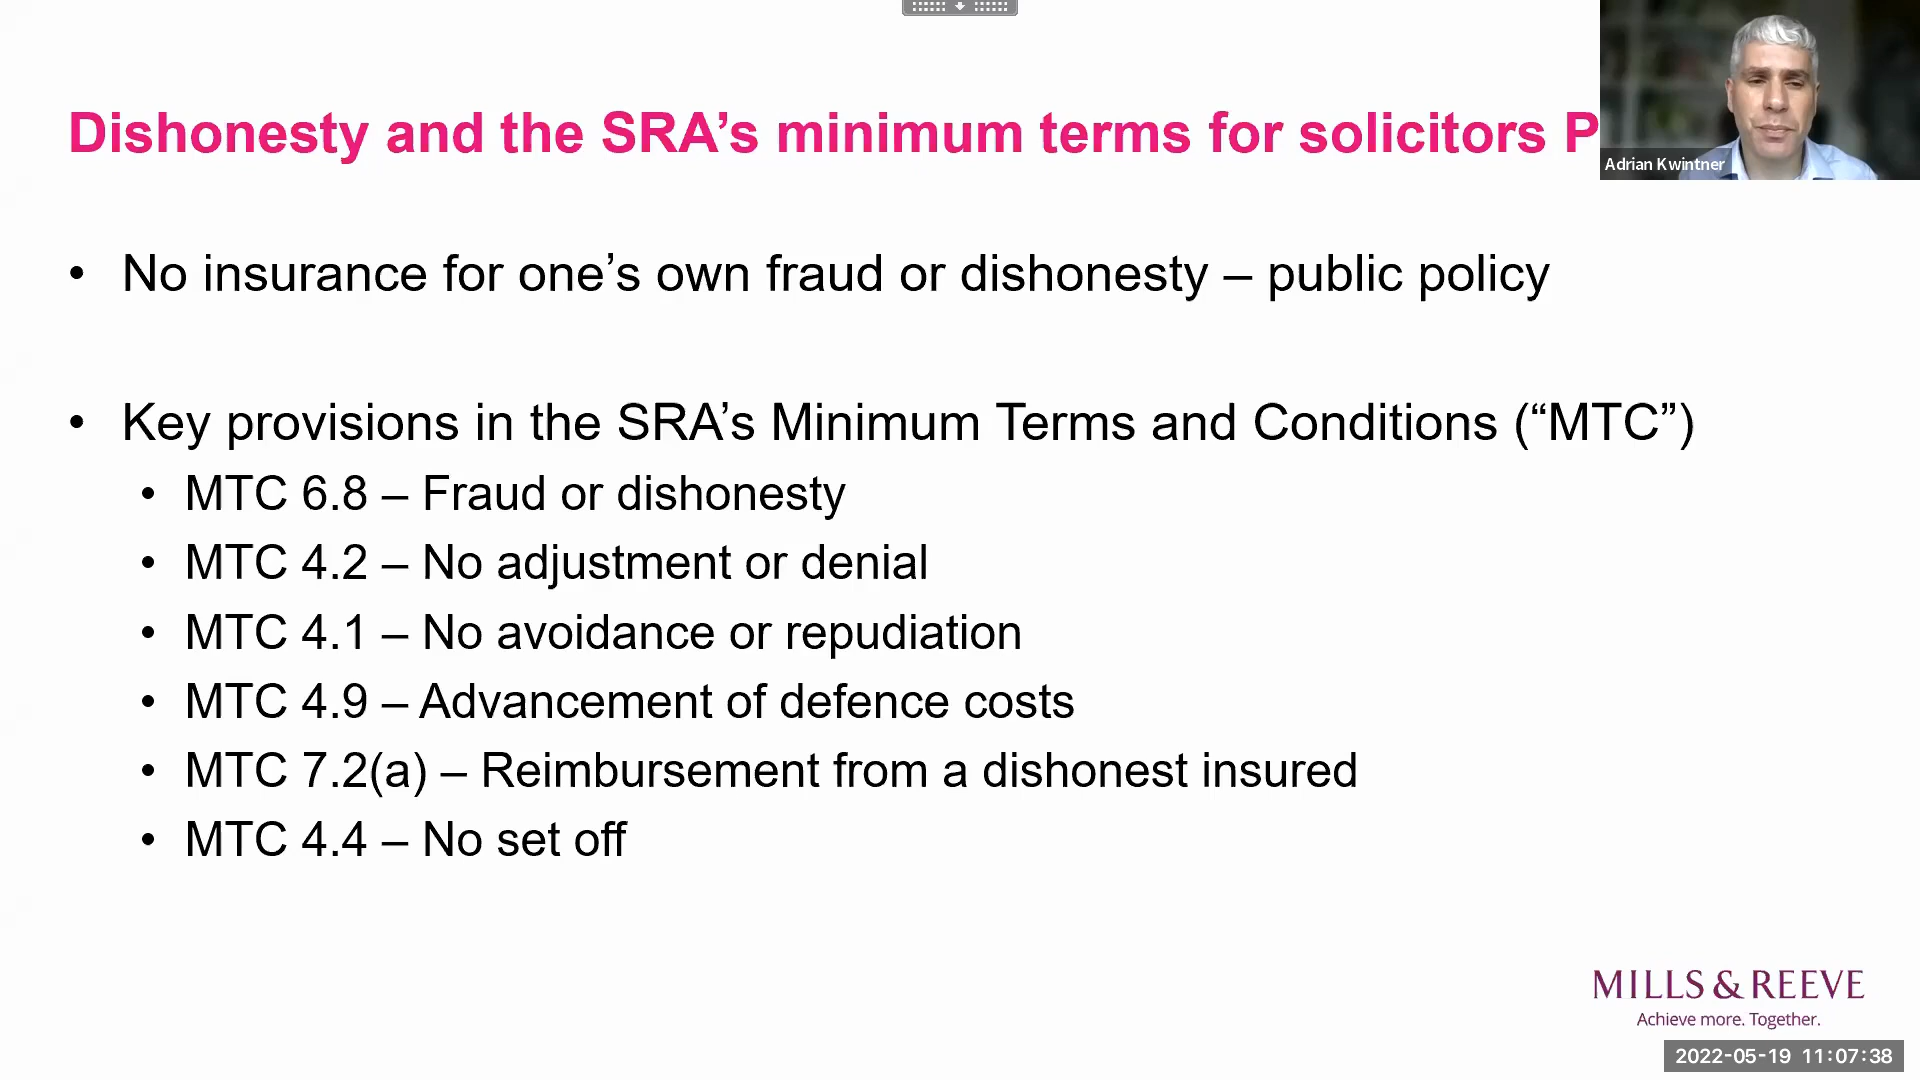 Dishonesty and the SRA’s minimum terms for solicitors P
Adrian Kwintner
• No insurance for one’s own fraud or dishonesty – public policy
• Key provisions in the SRA’s Minimum Terms and Conditions (“MTC”)
• MTC 6.8 – Fraud or dishonesty
• MTC 4.2 – No adjustment or denial
• MTC 4.1 – No avoidance or repudiation
• MTC 4.9 – Advancement of defence costs
• MTC 7.2(a) – Reimbursement from a dishonest insured
• MTC 4.4 – No set off
MILLS & REEVE
Achieve more. Together.
2022-05-19 11:07:38